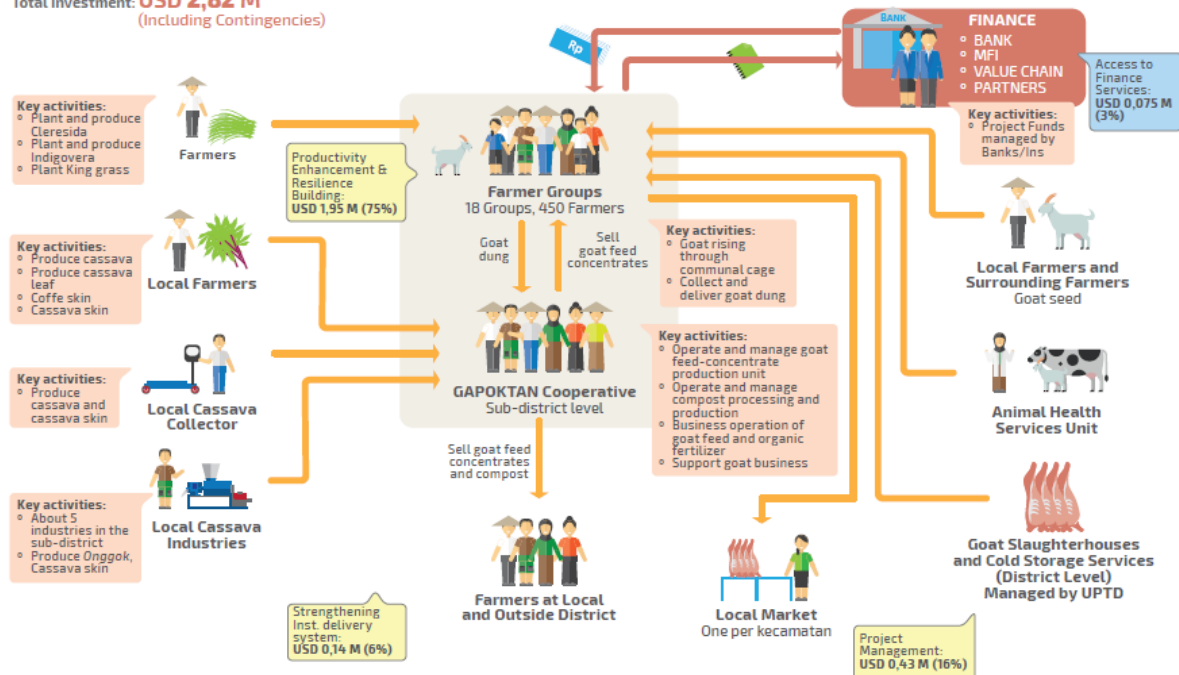 Total Investment: USD 2,82 M
(Including Contingencies)
Rp
BANK
FINANCE
° BANK
° MFI
° VALUE CHAIN
° PARTNERS
Access to
Finance
Services:
USD 0,075 M
(3%)
Key activities:
° Project Funds
managed by
Banks/Ins
Key activities:
° Plant and produce
Cleresida
° Plant and produce
Indigovera
° Plant King grass
Farmers
Productivity
Enhancement &
Resilience
Building:
USD 1,95 M (75%)
Farmer Groups
18 Groups, 450 Farmers
Goat
dung
Sell
goat feed
concentrates
Key activities:
° Goat rising
through
communal cage
° Collect and
deliver goat dung
Local Farmers and
Surrounding Farmers
Goat seed
Key activities:
° Produce cassava
° Produce cassava
leaf
° Coffe skin
° Cassava skin
Local Farmers
GAPOKTAN Cooperative
Sub-district level
Key activities:
° Operate and manage goat
feed-concentrate
production unit
° Operate and manage
compost processing and
production
° Business operation of
goat feed and organic
fertilizer
° Support goat business
Animal Health
Services Unit
Key activities:
° Produce
cassava and
cassava skin
Local Cassava
Collector
Sell goat feed
concentrates
and compost
Key activities:
° About 5
industries in the
sub-district
° Produce Onggok,
Cassava skin
Local Cassava
Industries
Goat Slaughterhouses
and Cold Storage Services
(District Level)
Managed by UPTD
Farmers at Local
and Outside District
Local Market
One per kecamatan
Strengthening
Inst. delivery
system:
USD 0,14 M (6%)
Project
Management:
USD 0,43 M (16%)